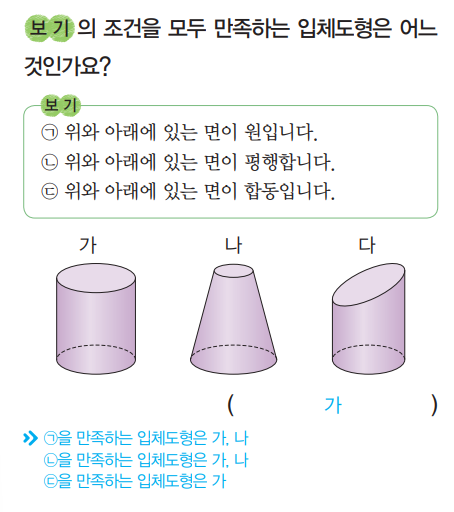 보기의 조건을 모두 만족하는 입체도형은 어느
것인가요?
보기
㉠ 위와 아래에 있는 면이 원입니다.
㉡ 위와 아래에 있는 면이 평행합니다.
㉢ 위와 아래에 있는 면이 합동입니다.
가 나 다
( 가 )
㉠을 만족하는 입체도형은 가, 나
㉡을 만족하는 입체도형은 가, 나
㉢을 만족하는 입체도형은 가